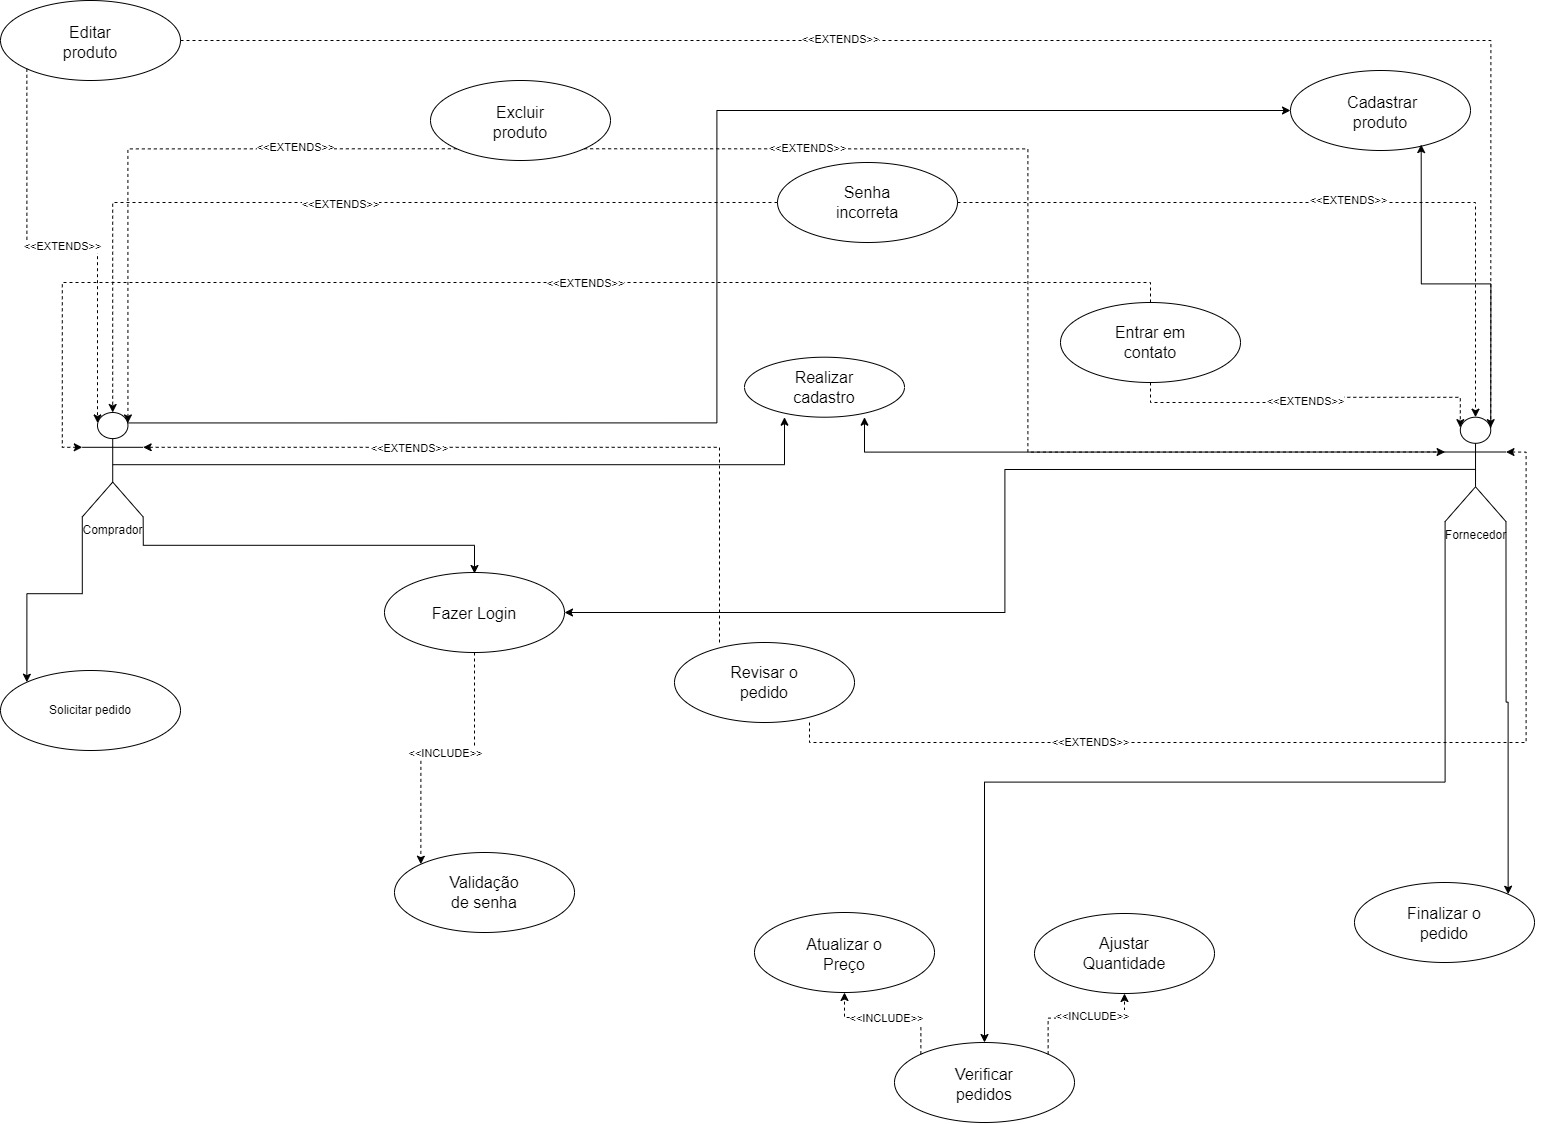 Editar
produto
<<EXTENDS>>
Excluir
produto
Cadastrar
produto
<<EXTENDS>>
<<EXTENDS>>
Senha
incorreta
<<EXTENDS>>
<<EXTENDS>>
<<EXTENDS>>
<<EXTENDS>>
Entrar em
contato
Realizar
cadastro
<<EXTENDS>>
<<EXTENDS>>
Comprador
Fornecedor
Fazer Login
Revisar o
pedido
Solicitar pedido
<<EXTENDS>>
<<INCLUDE>>
Validação
de senha
Finalizar o
pedido
Atualizar o
Preço
Ajustar
Quantidade
<<INCLUDE>>
<<INCLUDE>>
Verificar
pedidos